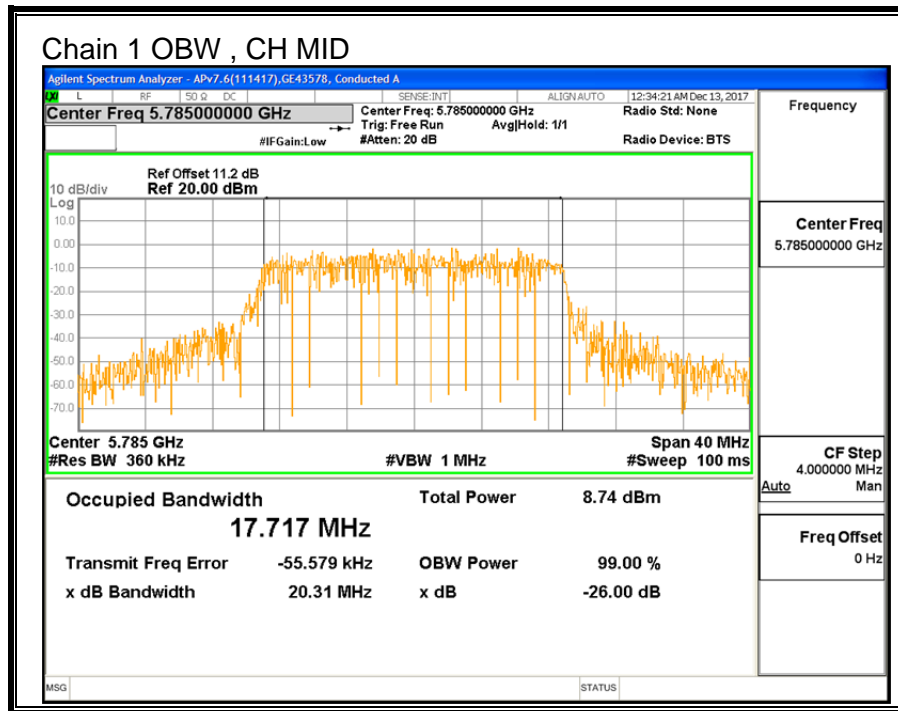 Chain 1 OBW , CH MID
Agilent Spectrum Analyzer - APv7.6(111417),GE43578, Conducted A
LXI L RF 50 Ω DC SENSE:INT ALIGNAUTO 12:34:21 AM Dec 13, 2017
Center Freq 5.785000000 GHz
Center Freq: 5.785000000 GHz
Radio Std: None
Trig: Free Run Avg|Hold: 1/1
#IFGain:Low #Atten: 20 dB
Radio Device: BTS
Ref Offset 11.2 dB
10 dB/div Ref 20.00 dBm
Log
10.0
0.00
-10.0
-20.0
-30.0
-40.0
-50.0
-60.0
-70.0
Center 5.785 GHz Span 40 MHz
#Res BW 360 kHz #VBW 1 MHz #Sweep 100 ms
Occupied Bandwidth Total Power 8.74 dBm
17.717 MHz
Transmit Freq Error -55.579 kHz OBW Power 99.00 %
x dB Bandwidth 20.31 MHz x dB -26.00 dB
Frequency
Center Freq
5.785000000 GHz
CF Step
4.000000 MHz
Auto Man
Freq Offset
0 Hz
MSG STATUS